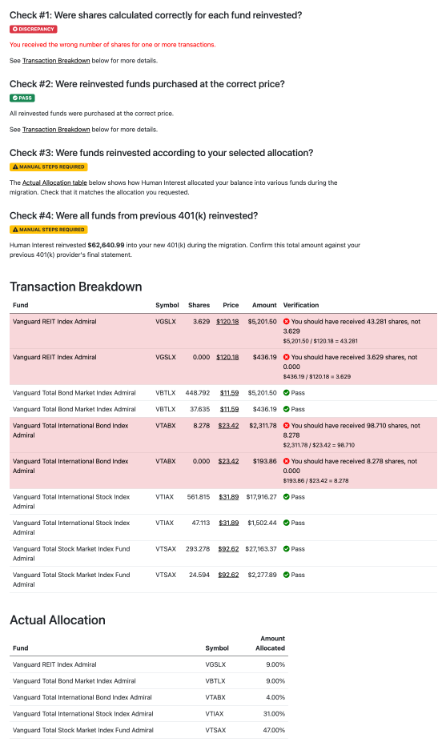 Check #1: Were shares calculated correctly for each fund reinvested?
DISCREPANCY
You received the wrong number of shares for one or more transactions.
See Transaction Breakdown below for more details.
Check #2: Were reinvested funds purchased at the correct price?
PASS
All reinvested funds were purchased at the correct price.
See Transaction Breakdown below for more details.
Check #3: Were funds reinvested according to your selected allocation?
MANUAL STEPS REQUIRED
The Actual Allocation table below shows how Human Interest allocated your balance into various funds during the
migration. Check that it matches the allocation you requested.
Check #4: Were all funds from previous 401(k) reinvested?
MANUAL STEPS REQUIRED
Human Interest reinvested $62,640.99 into your new 401(k) during the migration. Confirm this total amount against your
previous 401(k) provider's final statement.
Transaction Breakdown
Fund Symbol Shares Price Amount Verification
Vanguard REIT Index Admiral VGSLX 3.629 $120.18 $5,201.50 You should have received 43.281 shares, not
3.629
$5,201.50 / $120.18 = 43.281
Vanguard REIT Index Admiral VGSLX 0.000 $120.18 $436.19 You should have received 3.629 shares, not
0.000
$436.19 / $120.18 = 3.629
Vanguard Total Bond Market Index Admiral VBTLX 448.792 $11.59 $5,201.50 Pass
Vanguard Total Bond Market Index Admiral VBTLX 37.635 $11.59 $436.19 Pass
Vanguard Total International Bond Index VTABX 8.278 $23.42 $2,311.78 You should have received 98.710 shares, not
Admiral 8.278
$2,311.78 / $23.42 = 98.710
Vanguard Total International Bond Index VTABX 0.000 $23.42 $193.86 You should have received 8.278 shares, not
Admiral 0.000
$193.86 / $23.42 = 8.278
Vanguard Total International Stock Index VTIAX 561.815 $31.89 $17,916.27 Pass
Admiral
Vanguard Total International Stock Index VTIAX 47.113 $31.89 $1,502.44 Pass
Admiral
Vanguard Total Stock Market Index Fund VTSAX 293.278 $92.62 $27,163.37 Pass
Admiral
Vanguard Total Stock Market Index Fund VTSAX 24.594 $92.62 $2,277.89 Pass
Admiral
Actual Allocation
Amount
Fund Symbol Allocated
Vanguard REIT Index Admiral VGSLX 9.00%
Vanguard Total Bond Market Index Admiral VBTLX 9.00%
Vanguard Total International Bond Index Admiral VTABX 4.00%
Vanguard Total International Stock Index Admiral VTIAX 31.00%
Vanguard Total Stock Market Index Fund Admiral VTSAX 47.00%